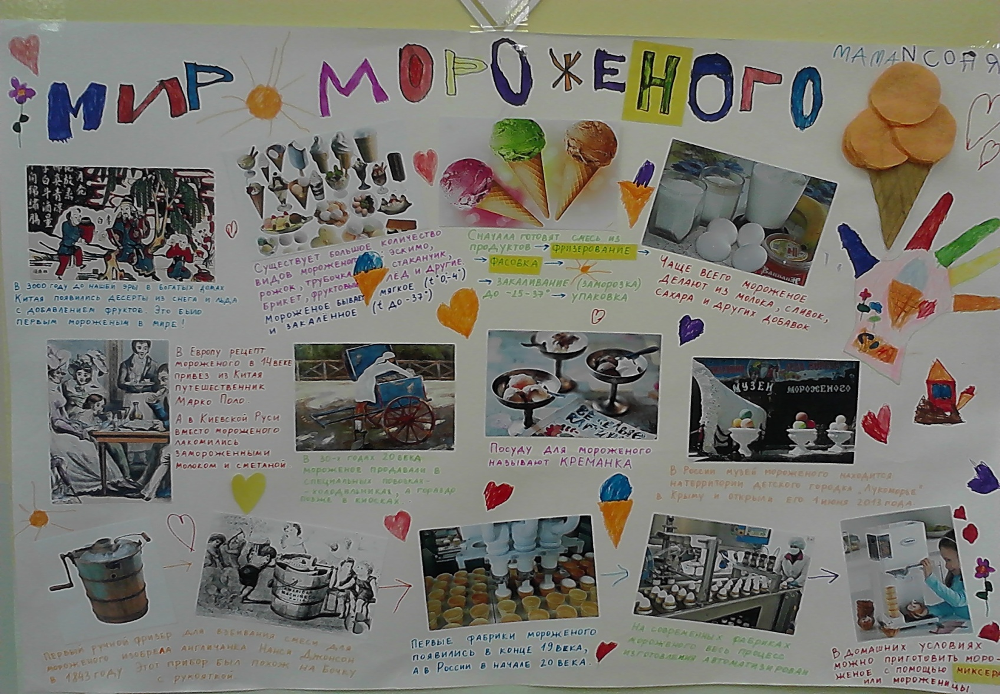 МИР МОРОЖЕНОГО
МАМА И СОНЯ
В 3000 ГОДУ ДО НАШЕЙ ЭРЫ В БОГАТЫХ ДОМАХ
КИТАЯ ПОЯВИЛИСЬ ДЕСЕРТЫ ИЗ СНЕГА И ЛЬДА
С ДОБАВЛЕНИЕМ ФРУКТОВ. ЭТО БЫЛО
ПЕРВЫМ МОРОЖЕНЫМ В МИРЕ!
СУЩЕСТВУЕТ БОЛЬШОЕ КОЛИЧЕСТВО
ВИДОВ МОРОЖЕНОГО: ЭСКИМО,
РОЖОК, ТРУБОЧКА, СТАКАНЧИК,
БРИКЕТ, ФРУКТОВЫЙ ЛЁД И ДРУГИЕ.
МОРОЖЕНОЕ БЫВАЕТ МЯГКОЕ (t° 0,-4°)
И ЗАКАЛЁННОЕ (t ДО -37°)
СНАЧАЛА ГОТОВЯТ СМЕСЬ ИЗ
ПРОДУКТОВ → ФРИЗЕРОВАНИЕ →
→ ФАСОВКА →
→ ЗАКАЛИВАНИЕ (ЗАМОРОЗКА)
ДО -25-37° → УПАКОВКА
ЧАЩЕ ВСЕГО МОРОЖЕНОЕ
ДЕЛАЮТ ИЗ МОЛОКА, СЛИВОК,
САХАРА И ДРУГИХ ДОБАВОК
В ЕВРОПУ РЕЦЕПТ
МОРОЖЕНОГО В 14 ВЕКЕ
ПРИВЁЗ ИЗ КИТАЯ
ПУТЕШЕСТВЕННИК
МАРКО ПОЛО.
А В КИЕВСКОЙ РУСИ
ВМЕСТО МОРОЖЕНОГО
ЛАКОМИЛИСЬ
ЗАМОРОЖЕННЫМИ
МОЛОКОМ И СМЕТАНОЙ.
В 30-х ГОДАХ 20 ВЕКА
МОРОЖЕНОЕ ПРОДАВАЛИ В
СПЕЦИАЛЬНЫХ ПОВОЗКАХ-
-ХОЛОДИЛЬНИКАХ, А ГОРАЗДО
ПОЗЖЕ В КИОСКАХ.
ПОСУДУ ДЛЯ МОРОЖЕНОГО
НАЗЫВАЮТ КРЕМАНКА
МУЗЕЙ МОРОЖЕНОГО
В РОССИИ МУЗЕЙ МОРОЖЕНОГО НАХОДИТСЯ
НА ТЕРРИТОРИИ ДЕТСКОГО ГОРОДКА „ЛУКОМОРЬЕ"
В КРЫМУ И ОТКРЫЛИ ЕГО 1 ИЮНЯ 2013 ГОДА.
ПЕРВЫЙ РУЧНОЙ ФРИЗЕР ДЛЯ ВЗБИВАНИЯ СМЕСИ ДЛЯ
МОРОЖЕНОГО ИЗОБРЕЛА АНГЛИЧАНКА НАНСИ ДЖОНСОН
В 1843 ГОДУ ЭТОТ ПРИБОР БЫЛ ПОХОЖ НА БОЧКУ
С РУКОЯТКОЙ.
ПЕРВЫЕ ФАБРИКИ МОРОЖЕНОГО
ПОЯВИЛИСЬ В КОНЦЕ 19 ВЕКА,
А В РОССИИ В НАЧАЛЕ 20 ВЕКА.
НА СОВРЕМЕННЫХ ФАБРИКАХ
МОРОЖЕНОГО ВЕСЬ ПРОЦЕСС
ИЗГОТОВЛЕНИЯ АВТОМАТИЗИРОВАН
В ДОМАШНИХ УСЛОВИЯХ
МОЖНО ПРИГОТОВИТЬ МОРО-
ЖЕНОЕ С ПОМОЩЬЮ МИКСЕРА
ИЛИ МОРОЖЕНИЦЫ.